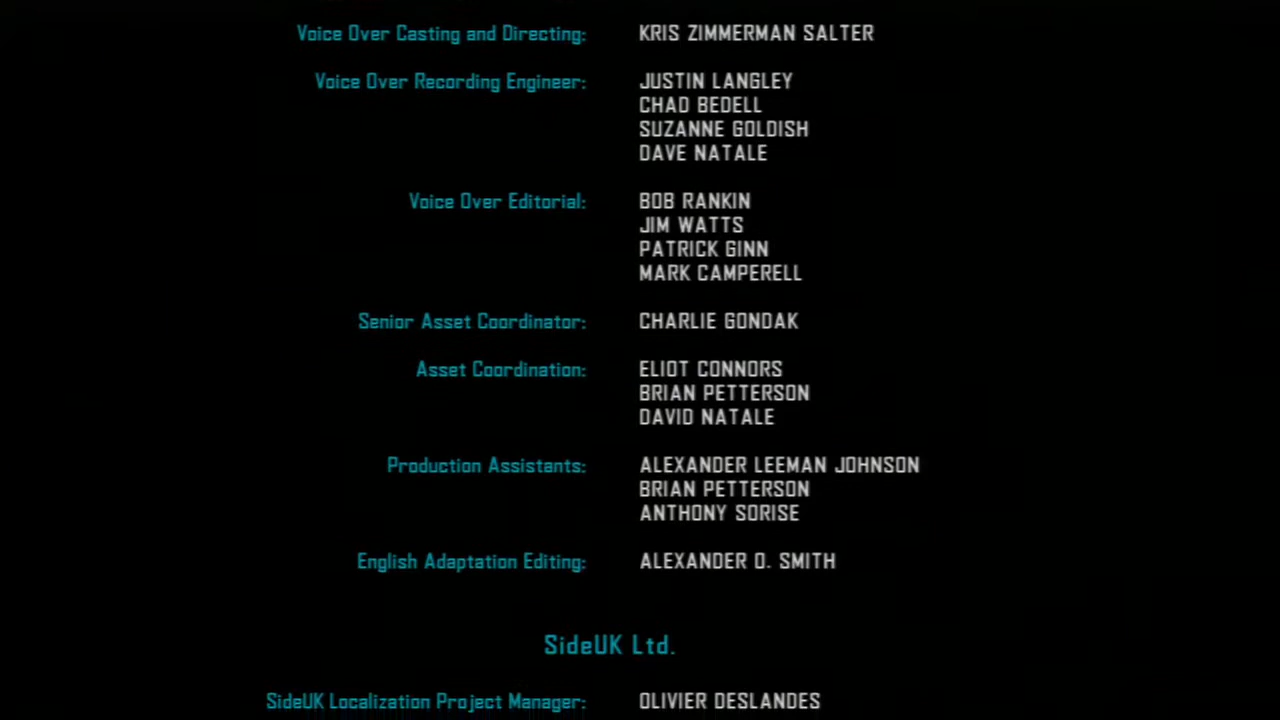 Voice Over Casting and Directing: KRIS ZIMMERMAN SALTER
Voice Over Recording Engineer: JUSTIN LANGLEY
CHAD BEDELL
SUZANNE GOLDISH
DAVE NATALE
Voice Over Editorial: BOB RANKIN
JIM WATTS
PATRICK GINN
MARK CAMPERELL
Senior Asset Coordinator: CHARLIE GONDAK
Asset Coordination: ELIOT CONNORS
BRIAN PETTERSON
DAVID NATALE
Production Assistants: ALEXANDER LEEMAN JOHNSON
BRIAN PETTERSON
ANTHONY SORISE
English Adaptation Editing: ALEXANDER O. SMITH
SideUK Ltd.
SideUK Localization Project Manager: OLIVIER DESLANDES